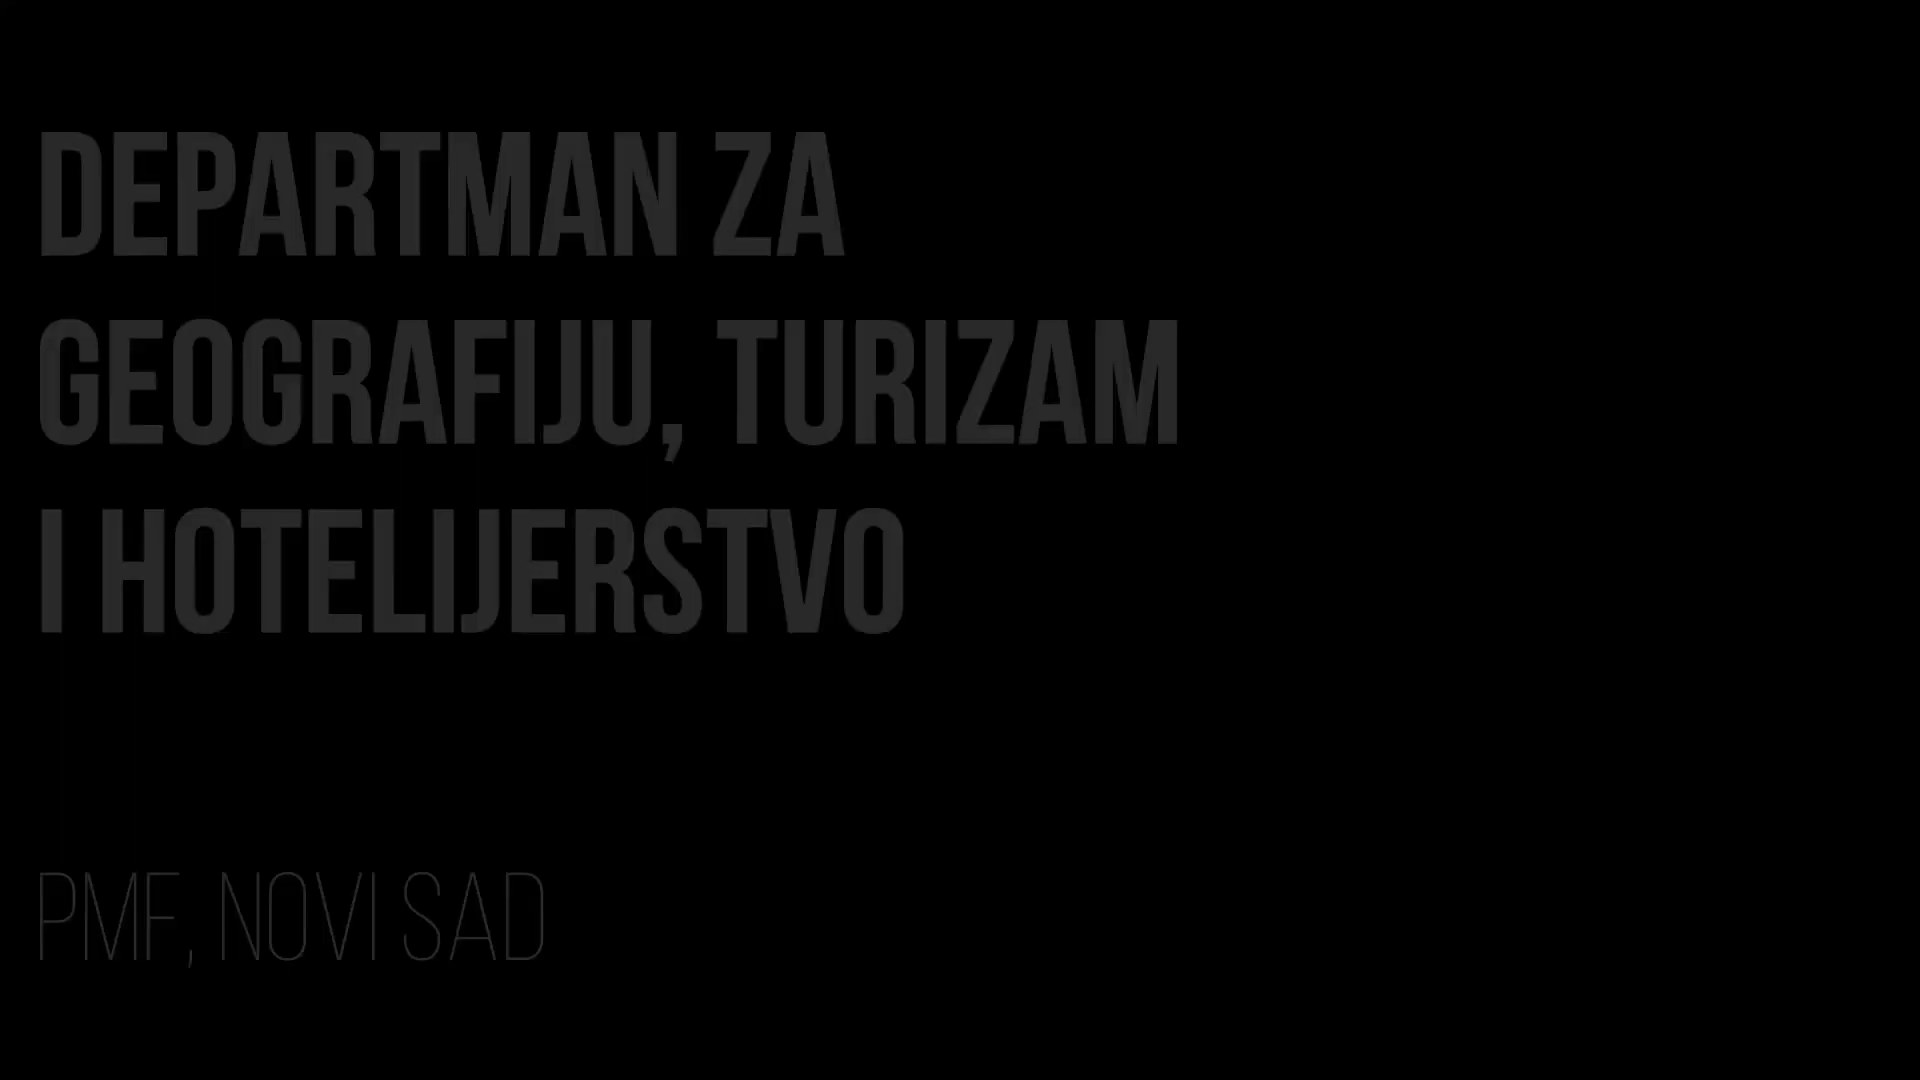 DEPARTMAN ZA
GEOGRAFIJU, TURIZAM
I HOTELIJERSTVO
PMF, NOVI SAD